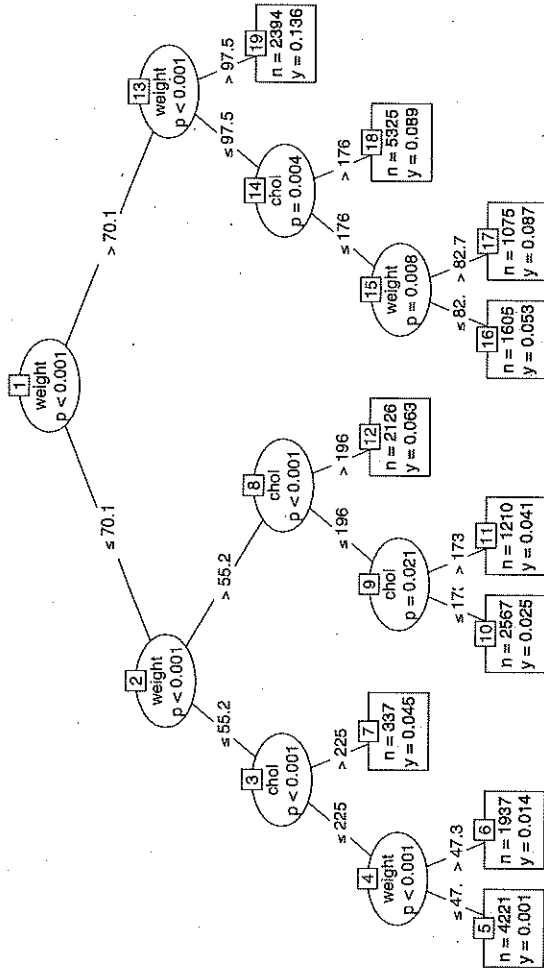 1
weight
p < 0.001
≤ 70.1
> 70.1
2
weight
p < 0.001
≤ 55.2
> 55.2
3
chol
p < 0.001
≤ 225
> 225
4
weight
p < 0.001
≤ 47.
> 47.3
5
n = 4221
y = 0.001
6
n = 1937
y = 0.014
7
n = 337
y = 0.045
8
chol
p < 0.001
≤ 196
> 196
9
chol
p = 0.021
≤ 17
> 173
10
n = 2567
y = 0.025
11
n = 1210
y = 0.041
12
n = 2126
y = 0.063
13
weight
p < 0.001
≤ 97.5
> 97.5
14
chol
p = 0.004
≤ 176
> 176
15
weight
p = 0.008
≤ 82.
> 82.7
16
n = 1605
y = 0.053
17
n = 1075
y = 0.087
18
n = 5325
y = 0.089
19
n = 2394
y = 0.136